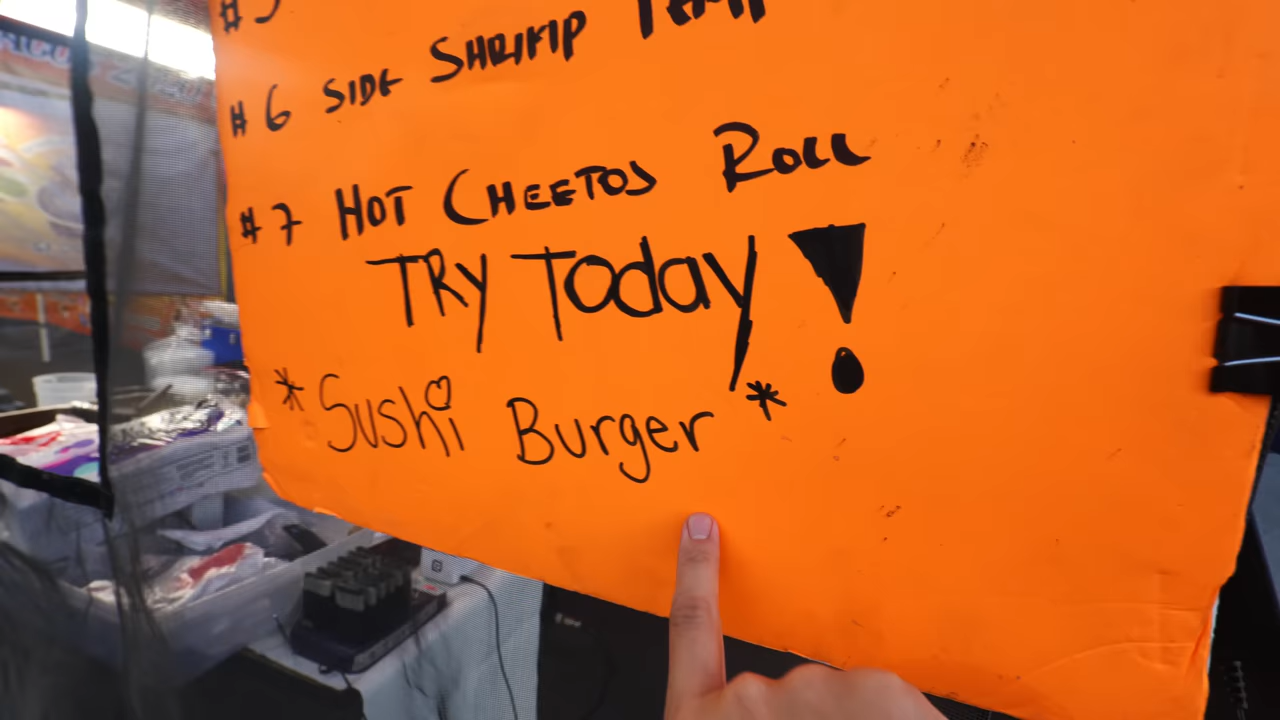 #6 SIDE SHRIMP
#7 HOT CHEETOS ROLL
TRY Today!
*Sushi Burger*